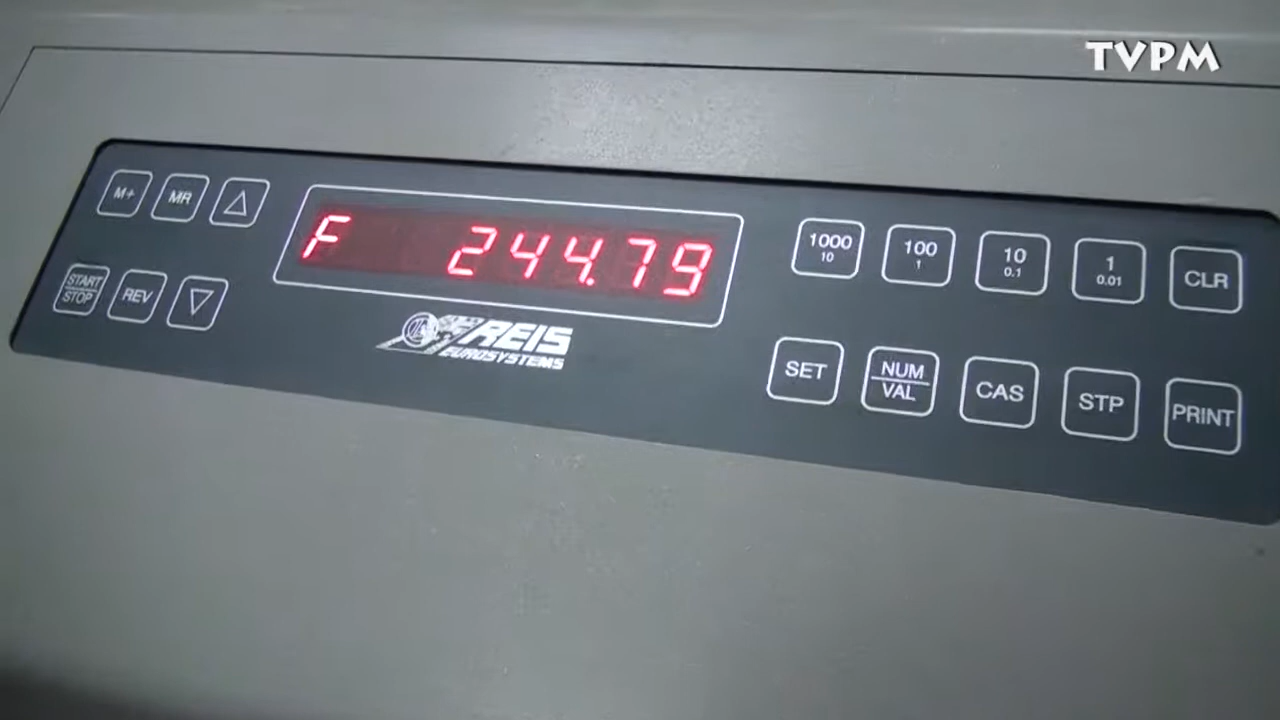 TVPM
M+ MR △
F 244.79
1000 100 10 1 CLR
10 1 0.1 0.01
START REV ▽
STOP
REIS
EUROSYSTEMS
SET NUM CAS STP PRINT
VAL